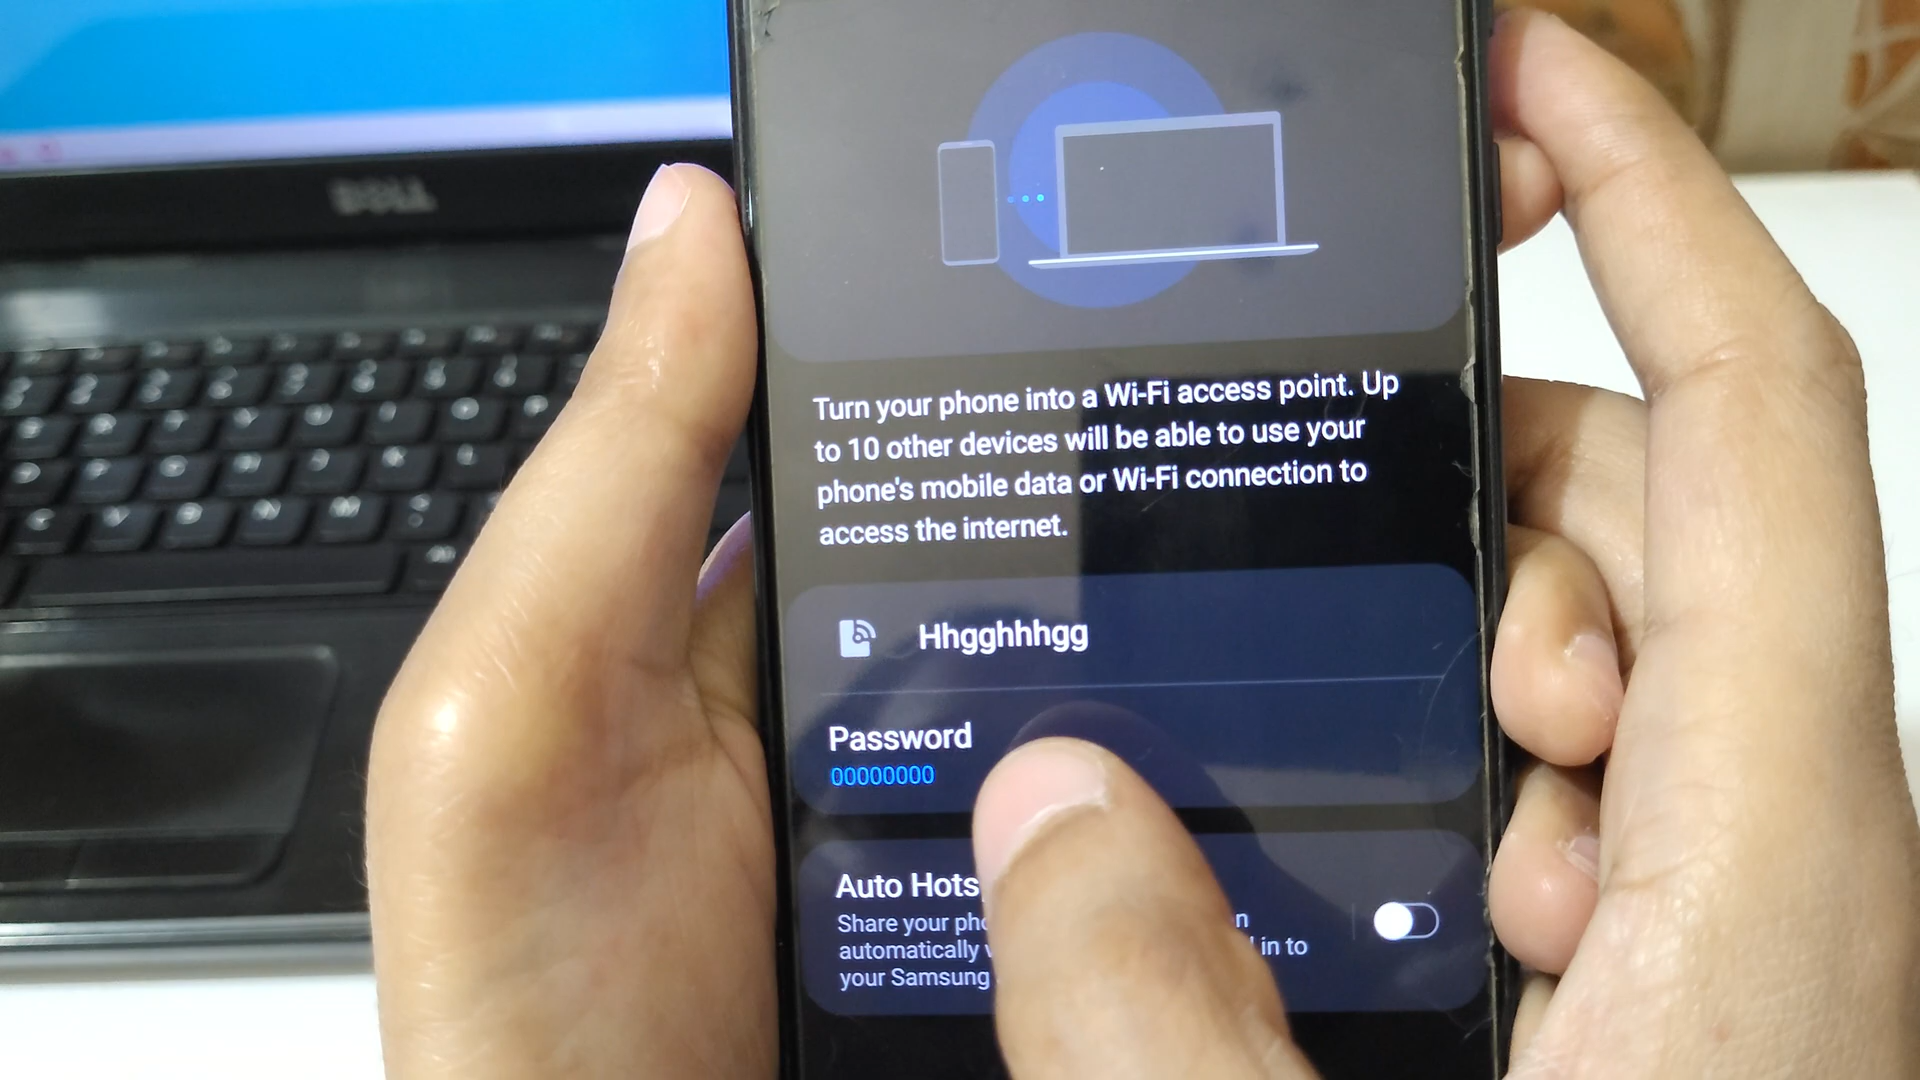 DELL
Turn your phone into a Wi-Fi access point. Up
to 10 other devices will be able to use your
phone's mobile data or Wi-Fi connection to
access the internet.
Hhgghhhgg
Password
00000000
Auto Hots
Share your pho
automatically
in to
your Samsung